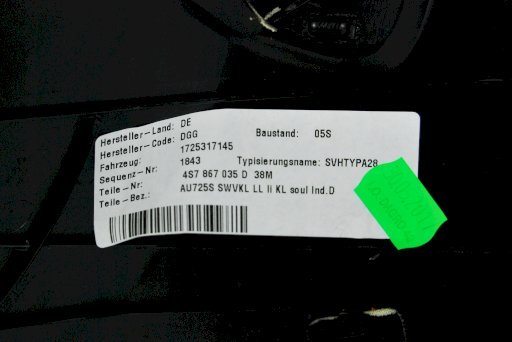 Hersteller-Land: DE
Hersteller-Code: DGG Baustand: 05S
Fahrzeug: 1725317145
Sequenz-Nr: 1843 Typisierungsname: SVHTYPA28
Teile-Nr: 4S7 867 035 D 38M
Teile-Bez.: AU725S SWVKL LL li KL soul Ind.D